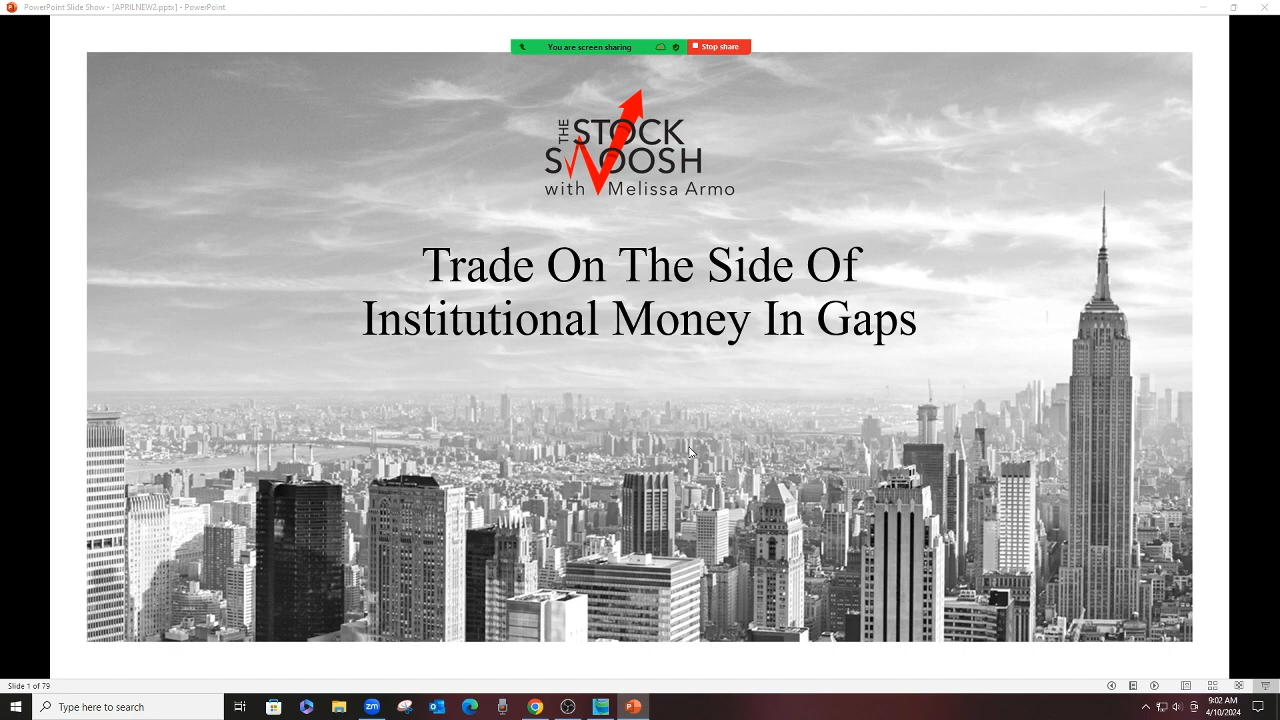 PowerPoint Slide Show - [APRILNEW2.pptx] - PowerPoint
You are screen sharing
Stop share
THE STOCK
SWOOSH
with Melissa Armo
Trade On The Side Of
Institutional Money In Gaps
Slide 1 of 79
Type here to search
zm
9:02 AM
4/10/2024